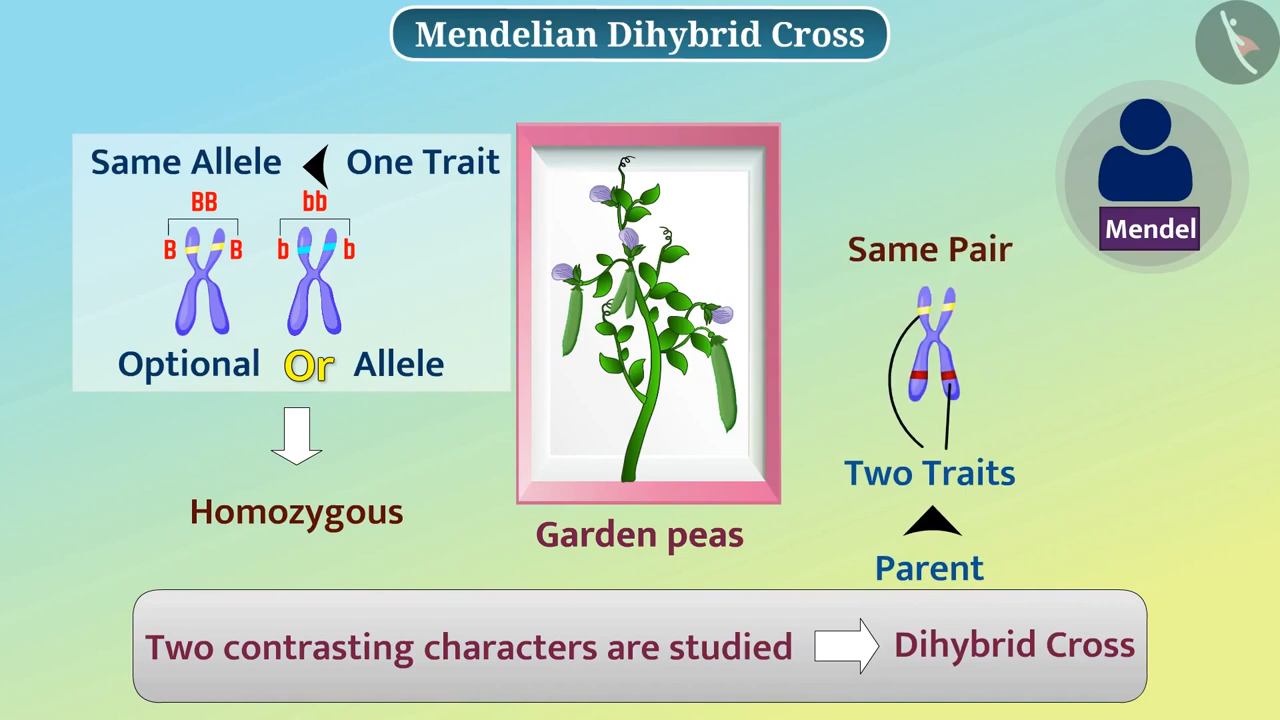 Mendelian Dihybrid Cross
Same Allele One Trait
BB bb
B B b b
Optional Or Allele
Homozygous
Garden peas
Mendel
Same Pair
Two Traits
Parent
Two contrasting characters are studied Dihybrid Cross